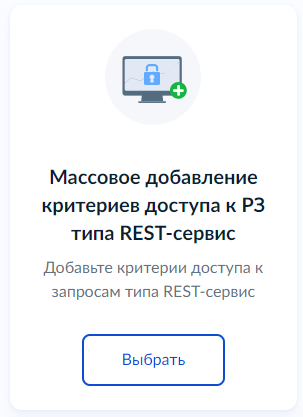 Массовое добавление
критериев доступа к РЗ
типа REST-сервис
Добавьте критерии доступа к
запросам типа REST-сервис
Выбрать